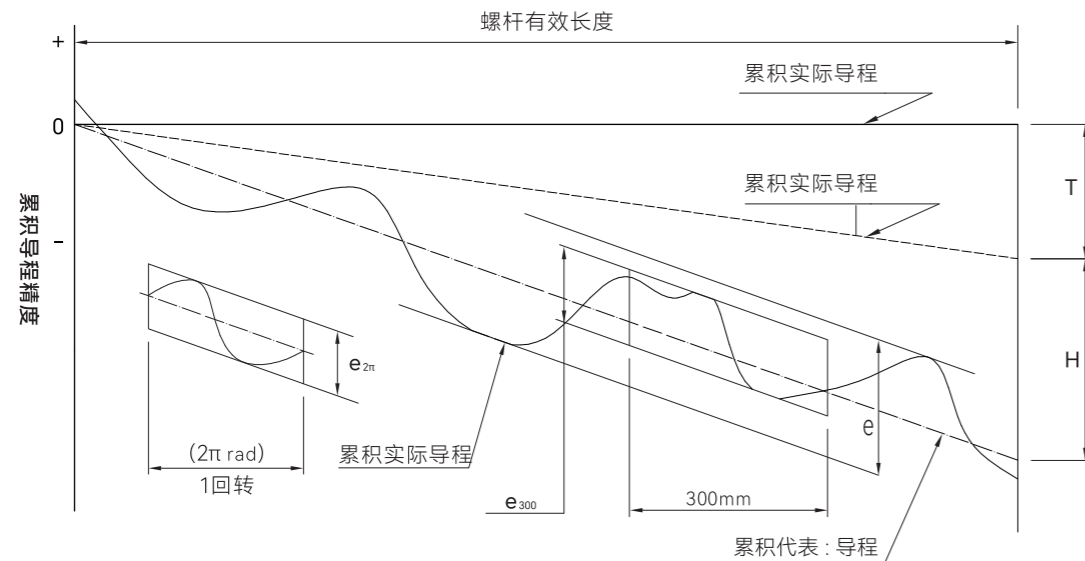 螺杆有效长度
+
累积实际导程
0
T
累积实际导程
累积导程精度
-
H
e2π
e
(2π rad)
1回转
累积实际导程
e300
300mm
累积代表 : 导程